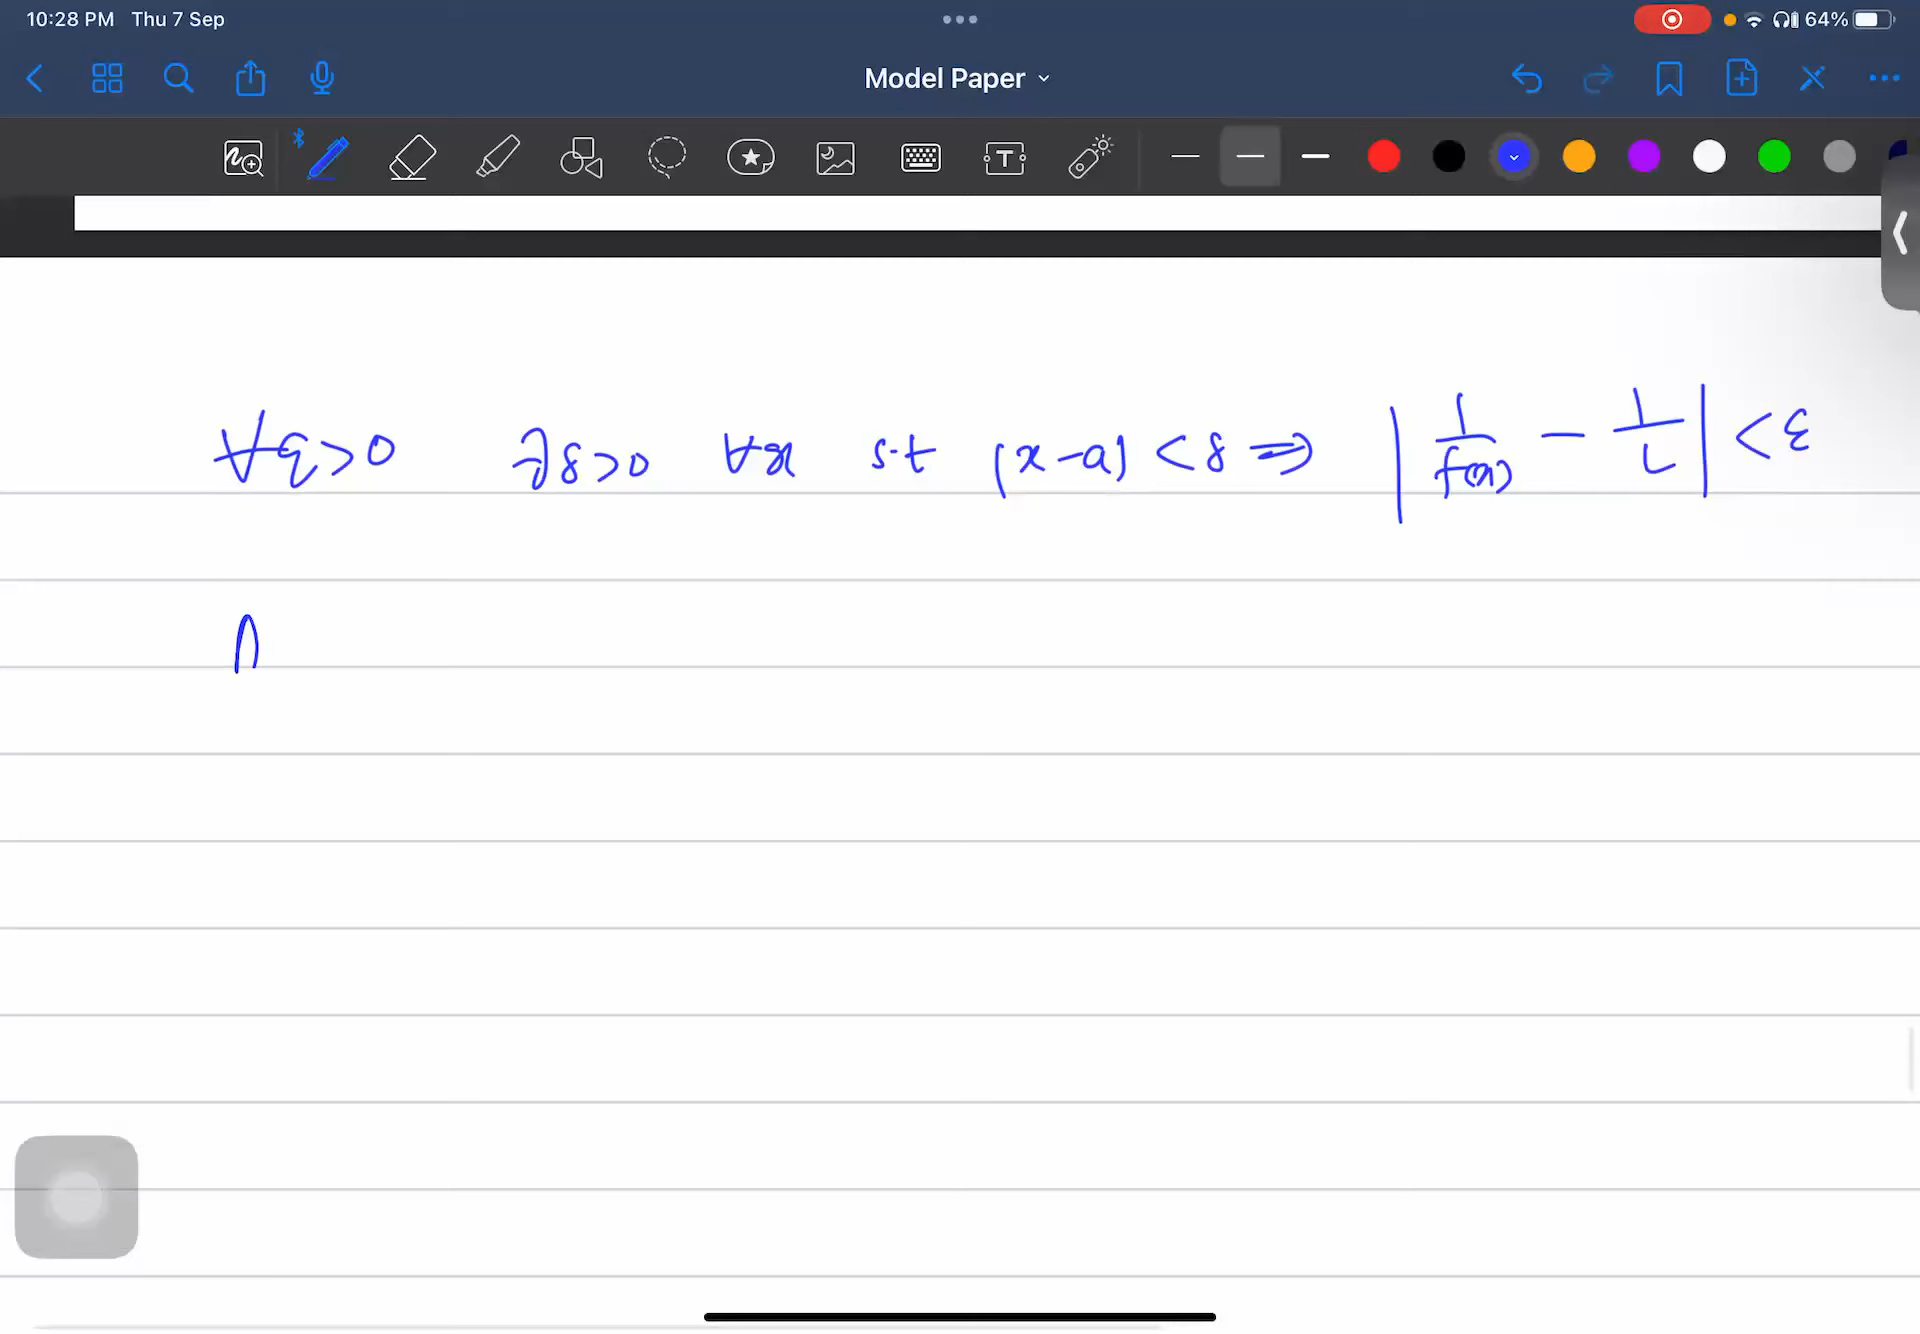 10:28 PM Thu 7 Sep
64%
Model Paper
T
∀ε>0 ∃δ>0 ∀x s.t |x-a| < δ ⇒ | 1/f(x) - 1/L | < ε